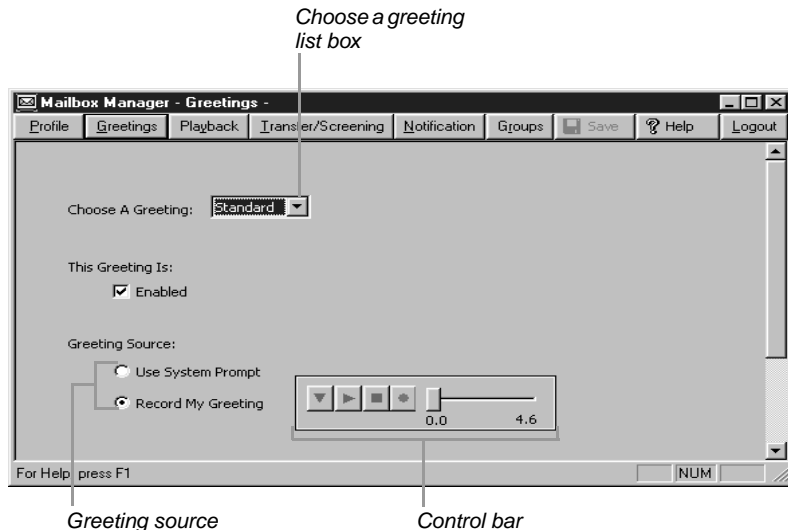 Choose a greeting
list box
Mailbox Manager - Greetings -
Profile Greetings Playback Transfer/Screening Notification Groups Save Help Logout
Choose A Greeting: Standard
This Greeting Is:
Enabled
Greeting Source:
Use System Prompt
Record My Greeting
0.0 4.6
For Help, press F1 NUM
Greeting source Control bar